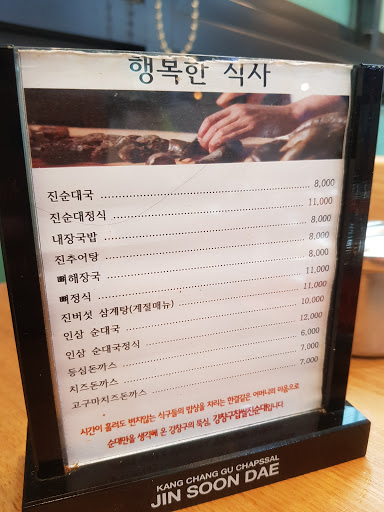 행복한 식사
진순대국 8,000
진순대정식 11,000
내장국밥 8,000
진추어탕 8,000
뼈해장국 8,000
뼈정식 11,000
진버섯 삼계탕(계절매뉴) 11,000
인삼 순대국 10,000
인삼 순대국정식 12,000
등심돈까스 6,000
치즈돈까스 7,000
고구마치즈돈까스 7,000
시간이 흘러도 변치않는 식구들의 밥상을 차리는 한결같은 어머니의 마음으로
순대만을 생각해 온 강창구의 뚝심, 강창구찹쌀진순대입니다.
KANG CHANG GU CHAPSSAL
JIN SOON DAE